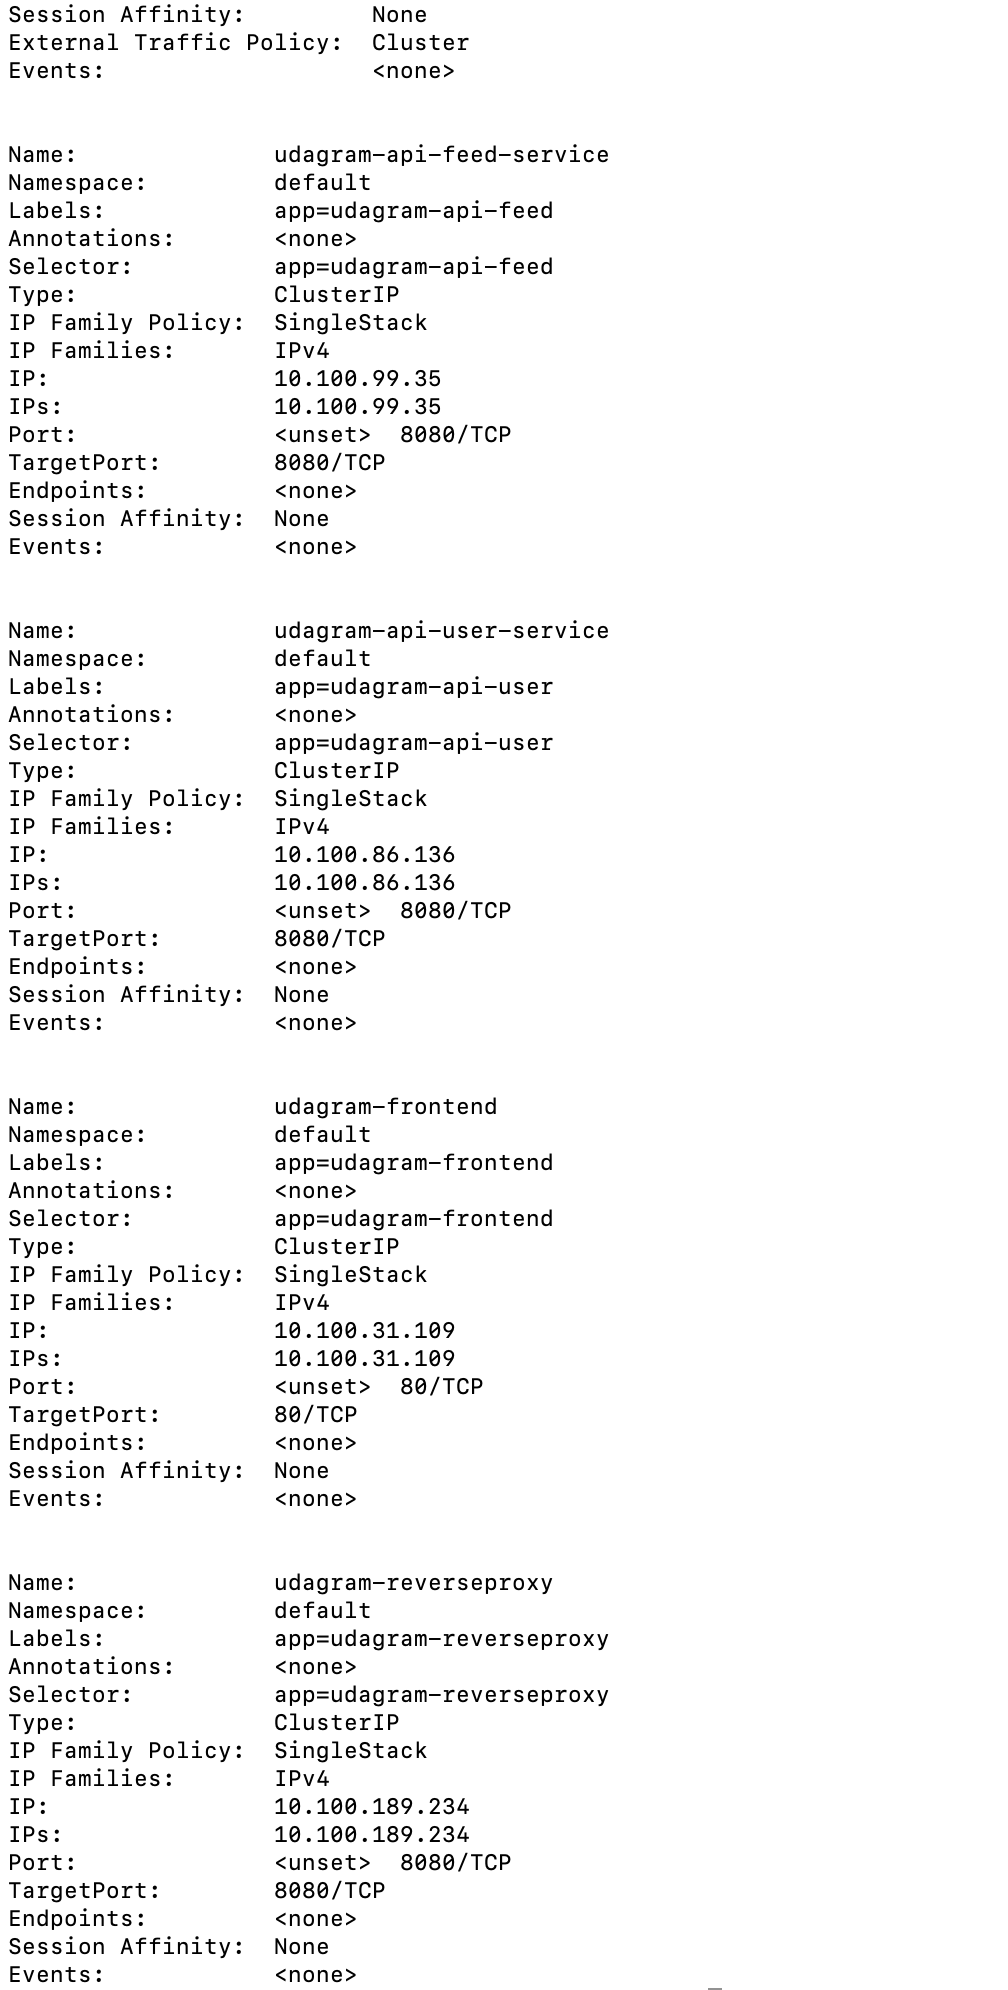 Session Affinity:         None
External Traffic Policy:  Cluster
Events:                   <none>
Name:              udagram-api-feed-service
Namespace:         default
Labels:            app=udagram-api-feed
Annotations:       <none>
Selector:          app=udagram-api-feed
Type:              ClusterIP
IP Family Policy:  SingleStack
IP Families:       IPv4
IP:                10.100.99.35
IPs:               10.100.99.35
Port:              <unset>  8080/TCP
TargetPort:        8080/TCP
Endpoints:         <none>
Session Affinity:  None
Events:            <none>
Name:              udagram-api-user-service
Namespace:         default
Labels:            app=udagram-api-user
Annotations:       <none>
Selector:          app=udagram-api-user
Type:              ClusterIP
IP Family Policy:  SingleStack
IP Families:       IPv4
IP:                10.100.86.136
IPs:               10.100.86.136
Port:              <unset>  8080/TCP
TargetPort:        8080/TCP
Endpoints:         <none>
Session Affinity:  None
Events:            <none>
Name:              udagram-frontend
Namespace:         default
Labels:            app=udagram-frontend
Annotations:       <none>
Selector:          app=udagram-frontend
Type:              ClusterIP
IP Family Policy:  SingleStack
IP Families:       IPv4
IP:                10.100.31.109
IPs:               10.100.31.109
Port:              <unset>  80/TCP
TargetPort:        80/TCP
Endpoints:         <none>
Session Affinity:  None
Events:            <none>
Name:              udagram-reverseproxy
Namespace:         default
Labels:            app=udagram-reverseproxy
Annotations:       <none>
Selector:          app=udagram-reverseproxy
Type:              ClusterIP
IP Family Policy:  SingleStack
IP Families:       IPv4
IP:                10.100.189.234
IPs:               10.100.189.234
Port:              <unset>  8080/TCP
TargetPort:        8080/TCP
Endpoints:         <none>
Session Affinity:  None
Events:            <none>